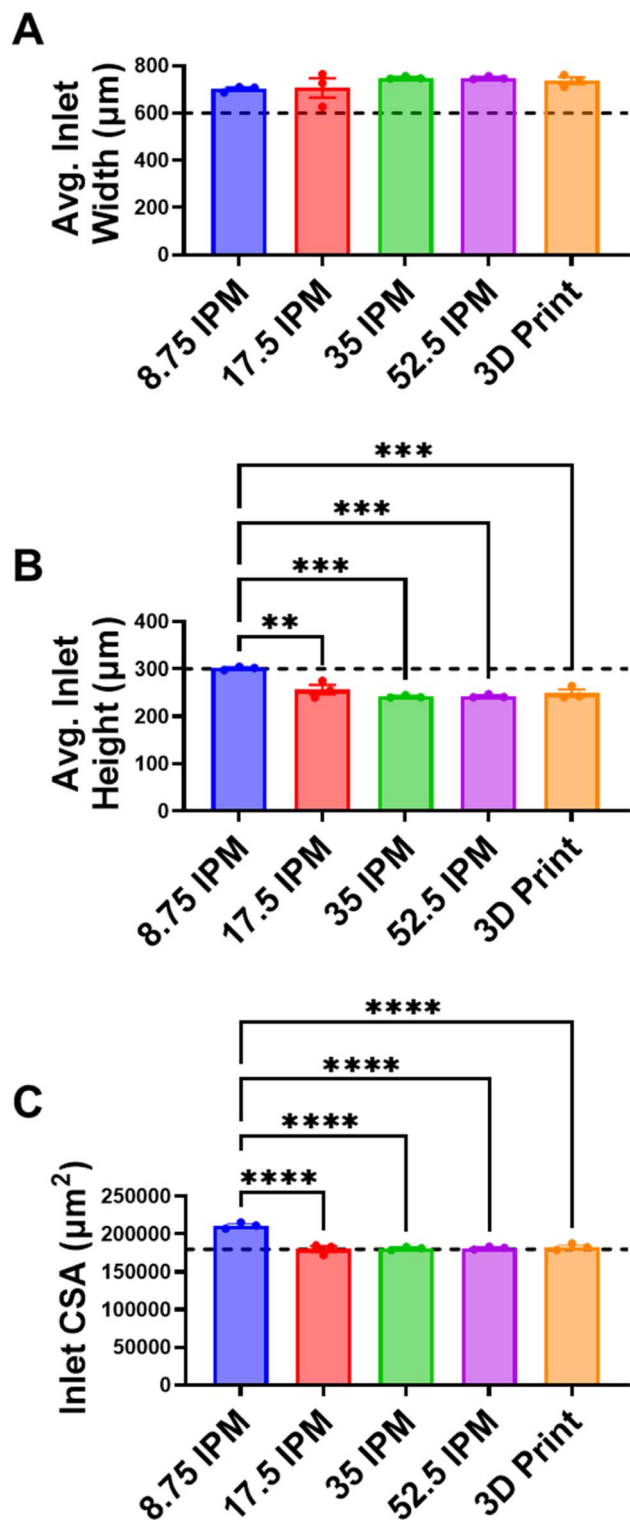 A
Avg. Inlet
Width (µm)
800
600
400
200
0
8.75 IPM
17.5 IPM
35 IPM
52.5 IPM
3D Print
B
***
***
***
**
Avg. Inlet
Height (µm)
400
300
200
100
0
8.75 IPM
17.5 IPM
35 IPM
52.5 IPM
3D Print
C
****
****
****
****
Inlet CSA (µm²)
250000
200000
150000
100000
50000
0
8.75 IPM
17.5 IPM
35 IPM
52.5 IPM
3D Print